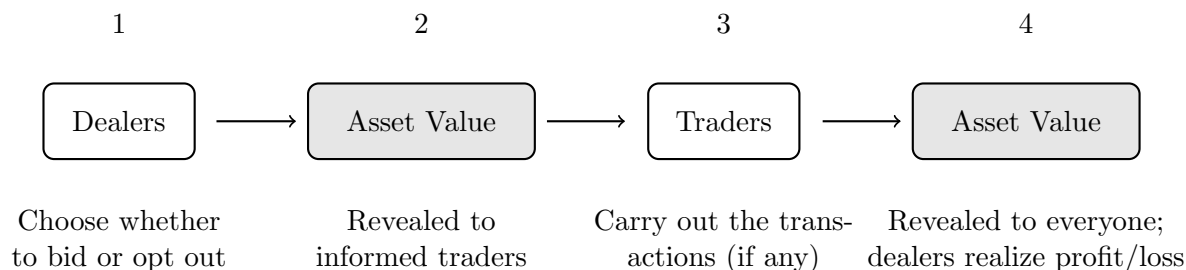 1 2 3 4
Dealers Asset Value Traders Asset Value
Choose whether
to bid or opt out
Revealed to
informed traders
Carry out the trans-
actions (if any)
Revealed to everyone;
dealers realize profit/loss